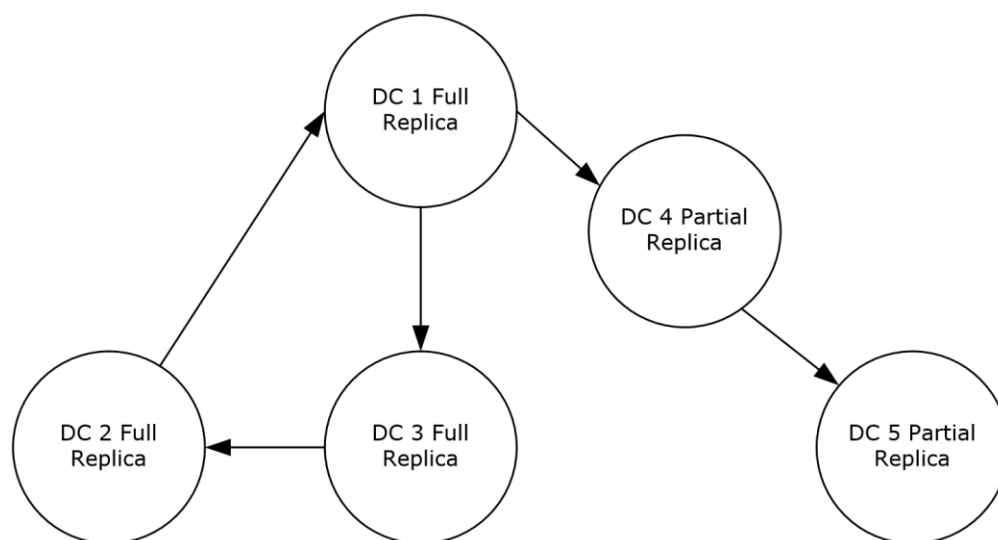 DC 1 Full
Replica
DC 4 Partial
Replica
DC 2 Full
Replica
DC 3 Full
Replica
DC 5 Partial
Replica